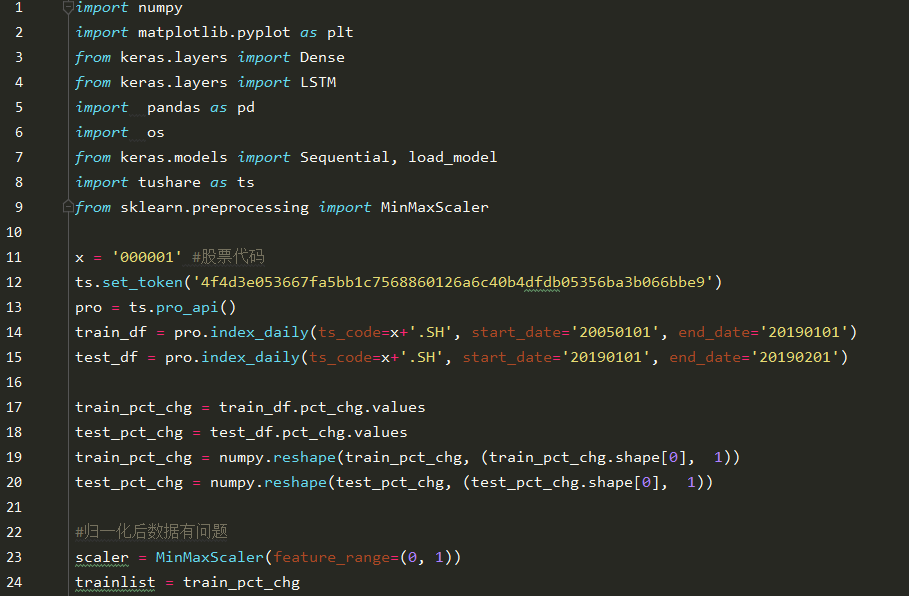 1 import numpy
2 import matplotlib.pyplot as plt
3 from keras.layers import Dense
4 from keras.layers import LSTM
5 import  pandas as pd
6 import  os
7 from keras.models import Sequential, load_model
8 import tushare as ts
9 from sklearn.preprocessing import MinMaxScaler
10
11 x = '000001' #股票代码
12 ts.set_token('4f4d3e053667fa5bb1c7568860126a6c40b4dfdb05356ba3b066bbe9')
13 pro = ts.pro_api()
14 train_df = pro.index_daily(ts_code=x+'.SH', start_date='20050101', end_date='20190101')
15 test_df = pro.index_daily(ts_code=x+'.SH', start_date='20190101', end_date='20190201')
16
17 train_pct_chg = train_df.pct_chg.values
18 test_pct_chg = test_df.pct_chg.values
19 train_pct_chg = numpy.reshape(train_pct_chg, (train_pct_chg.shape[0],  1))
20 test_pct_chg = numpy.reshape(test_pct_chg, (test_pct_chg.shape[0],  1))
21
22 #归一化后数据有问题
23 scaler = MinMaxScaler(feature_range=(0, 1))
24 trainlist = train_pct_chg